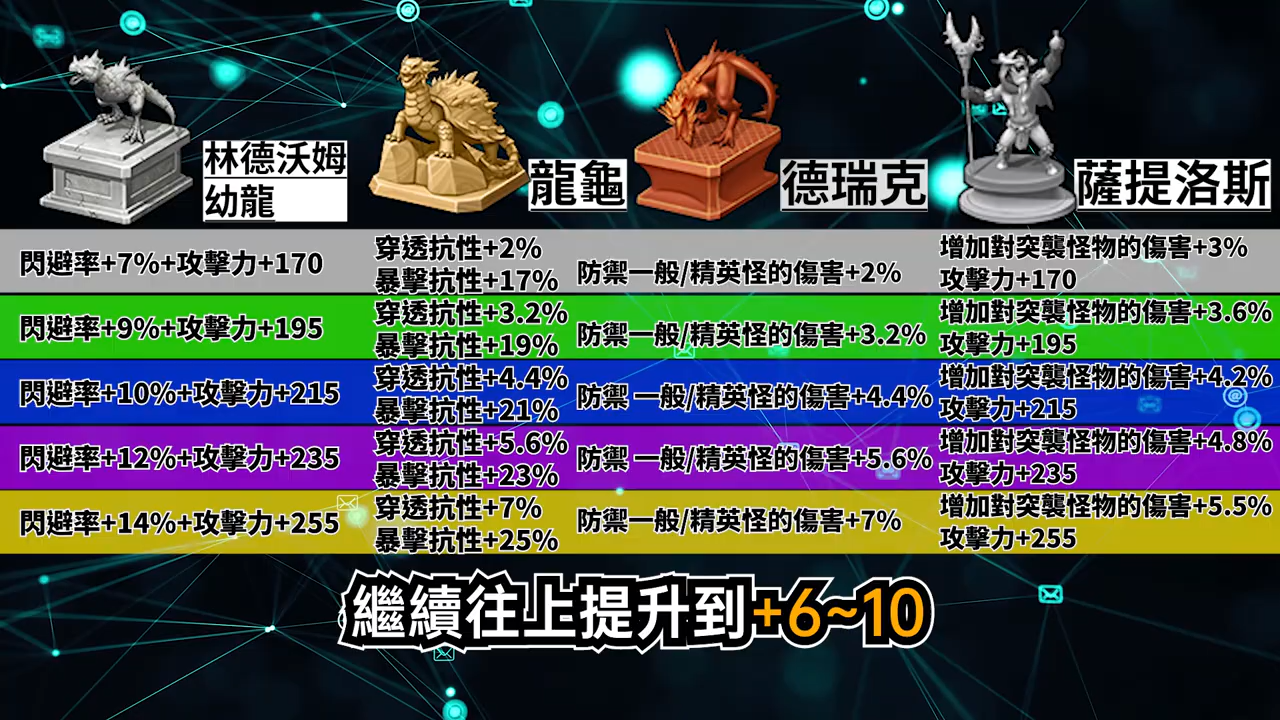 林德沃姆
幼龍
龍龜
德瑞克
薩提洛斯
閃避率+7%+攻擊力+170
穿透抗性+2%
暴擊抗性+17%
防禦一般/精英怪的傷害+2%
增加對突襲怪物的傷害+3%
攻擊力+170
閃避率+9%+攻擊力+195
穿透抗性+3.2%
暴擊抗性+19%
防禦一般/精英怪的傷害+3.2%
增加對突襲怪物的傷害+3.6%
攻擊力+195
閃避率+10%+攻擊力+215
穿透抗性+4.4%
暴擊抗性+21%
防禦 一般/精英怪的傷害+4.4%
增加對突襲怪物的傷害+4.2%
攻擊力+215
閃避率+12%+攻擊力+235
穿透抗性+5.6%
暴擊抗性+23%
防禦 一般/精英怪的傷害+5.6%
增加對突襲怪物的傷害+4.8%
攻擊力+235
閃避率+14%+攻擊力+255
穿透抗性+7%
暴擊抗性+25%
防禦一般/精英怪的傷害+7%
增加對突襲怪物的傷害+5.5%
攻擊力+255
繼續往上提升到+6~10